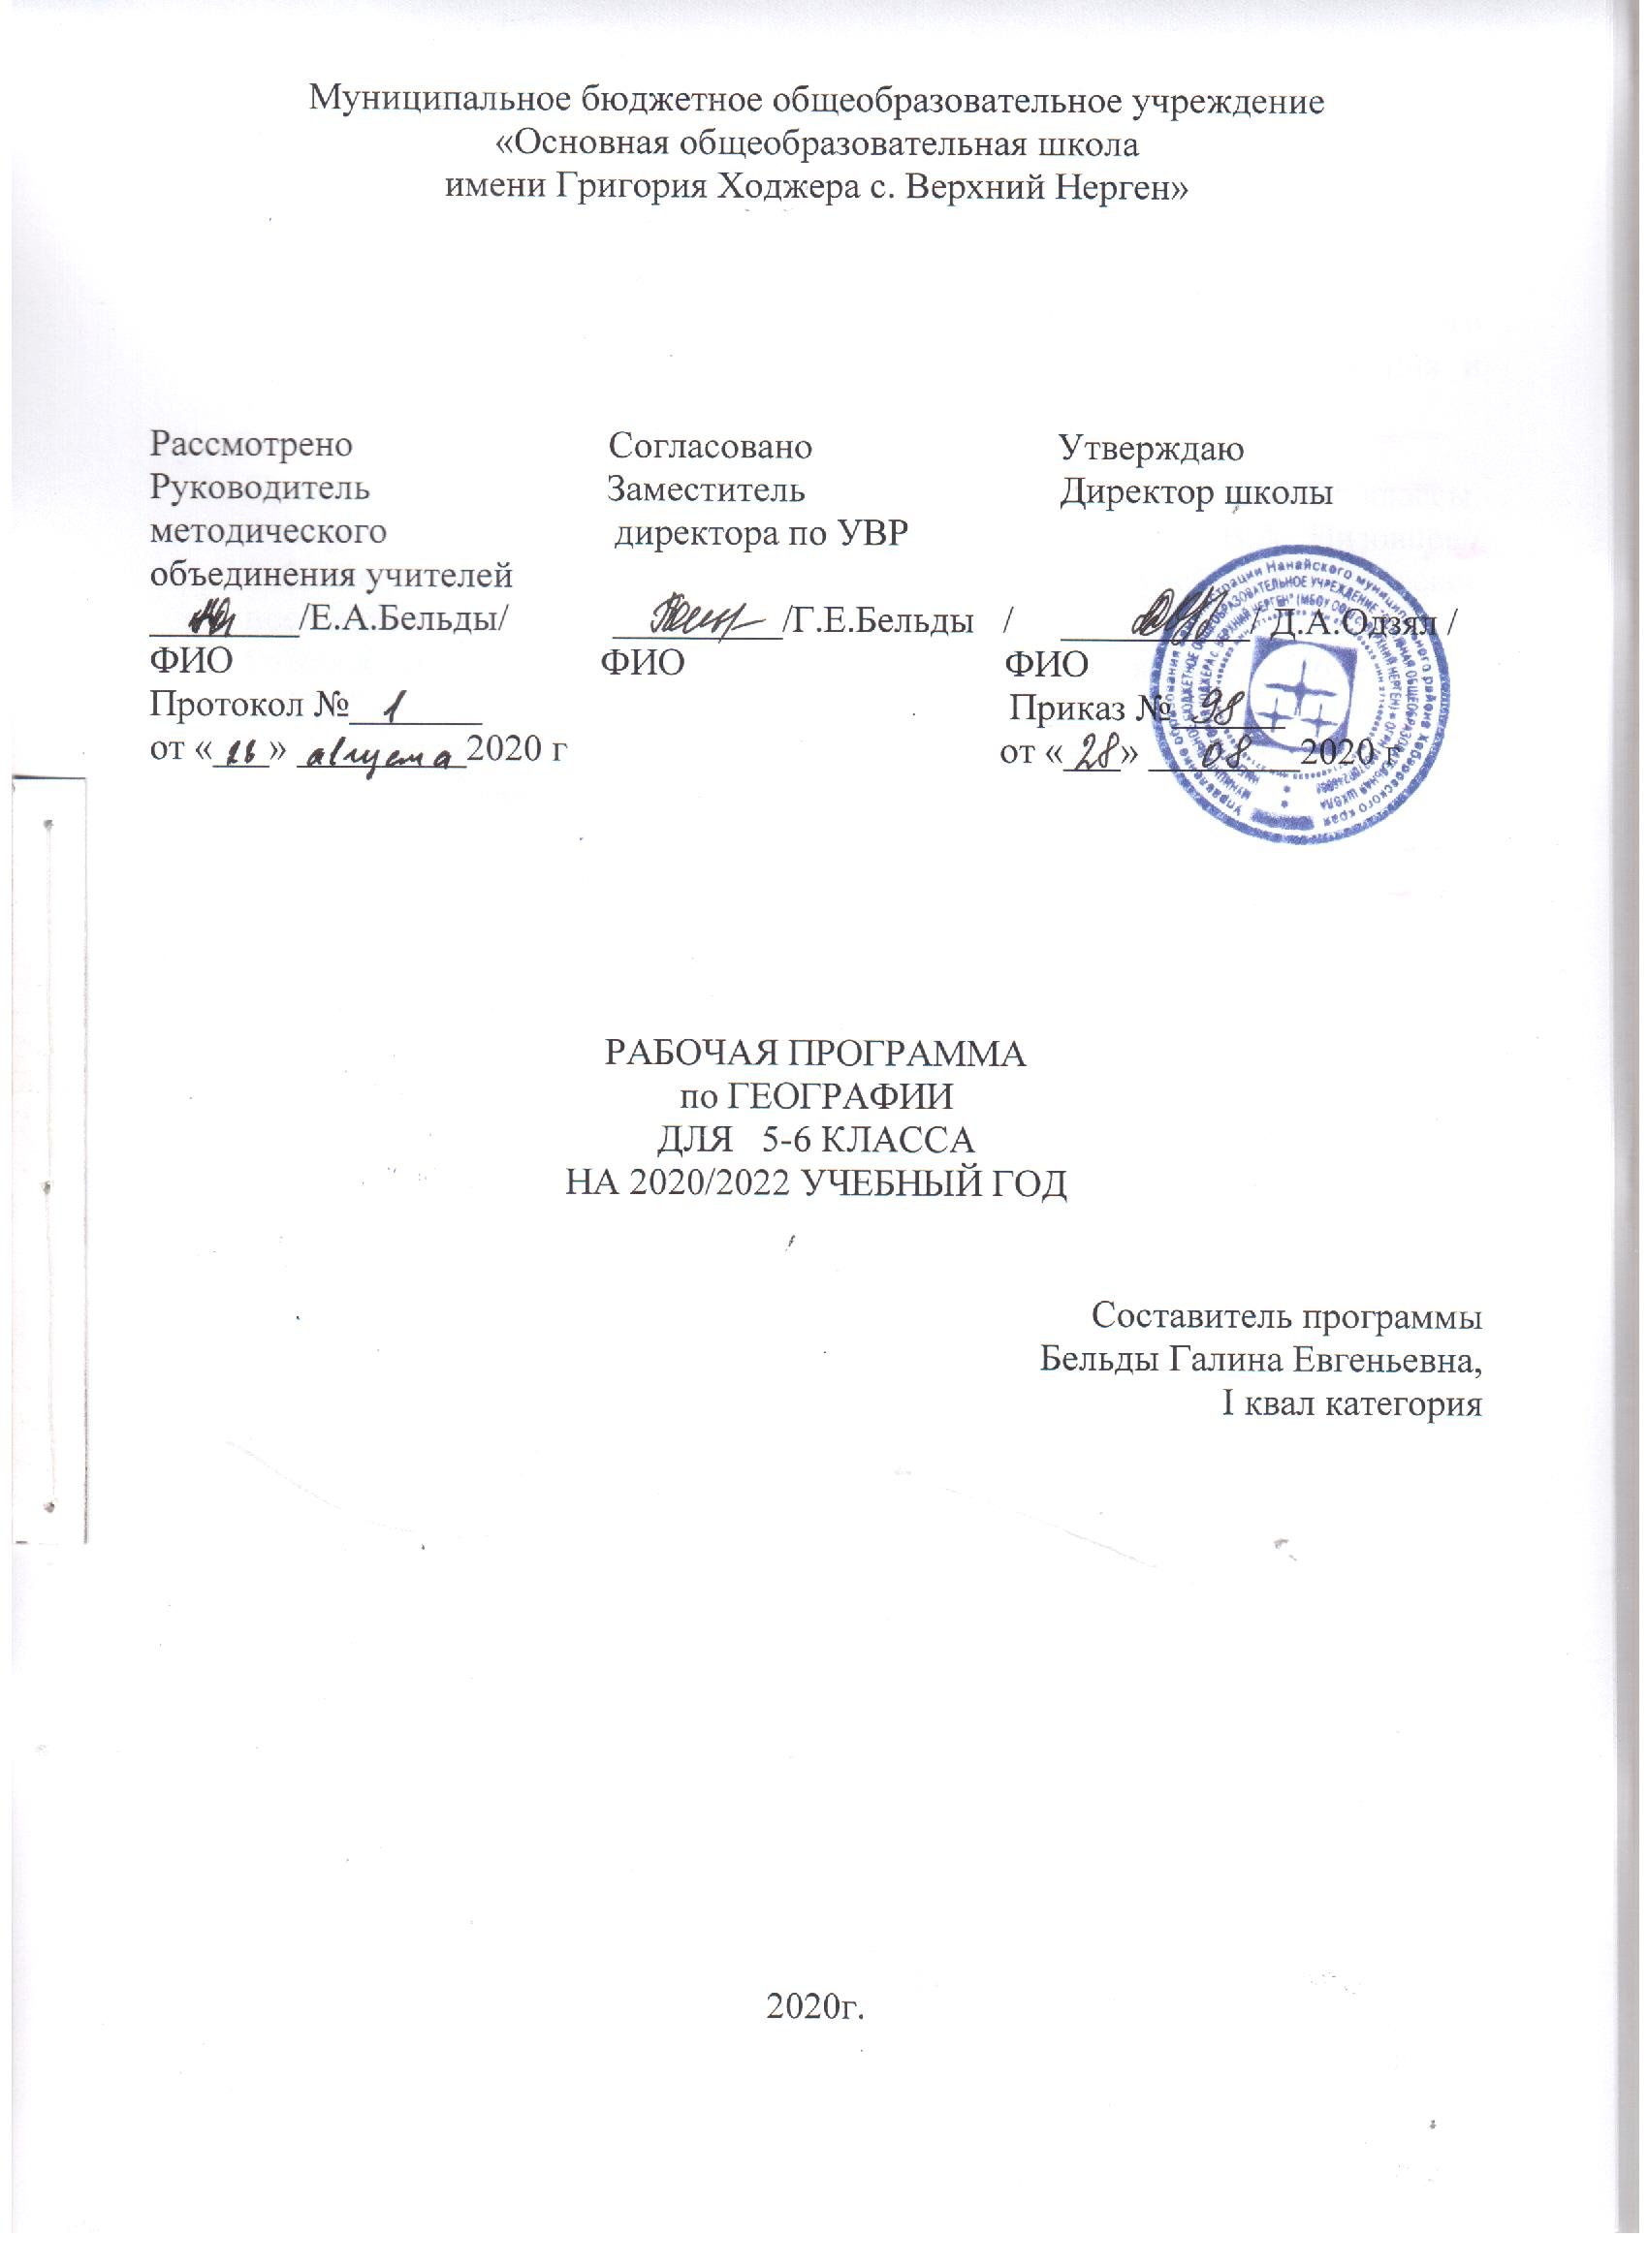 Муниципальное бюджетное общеобразовательное учреждение
«Основная общеобразовательная школа
имени Григория Ходжера с. Верхний Нерген»
Рассмотрено Согласовано Утверждаю
Руководитель Заместитель Директор школы
методического директора по УВР
объединения учителей
/Е.А.Бельды/ /Г.Е.Бельды / / Д.А.Одзял /
ФИО ФИО ФИО
Протокол № 1 Приказ № 98
от « » августа 2020 г от «28» 08 2020 г
РАБОЧАЯ ПРОГРАММА
по ГЕОГРАФИИ
ДЛЯ 5-6 КЛАССА
НА 2020/2022 УЧЕБНЫЙ ГОД
Составитель программы
Бельды Галина Евгеньевна,
I квал категория
2020г.